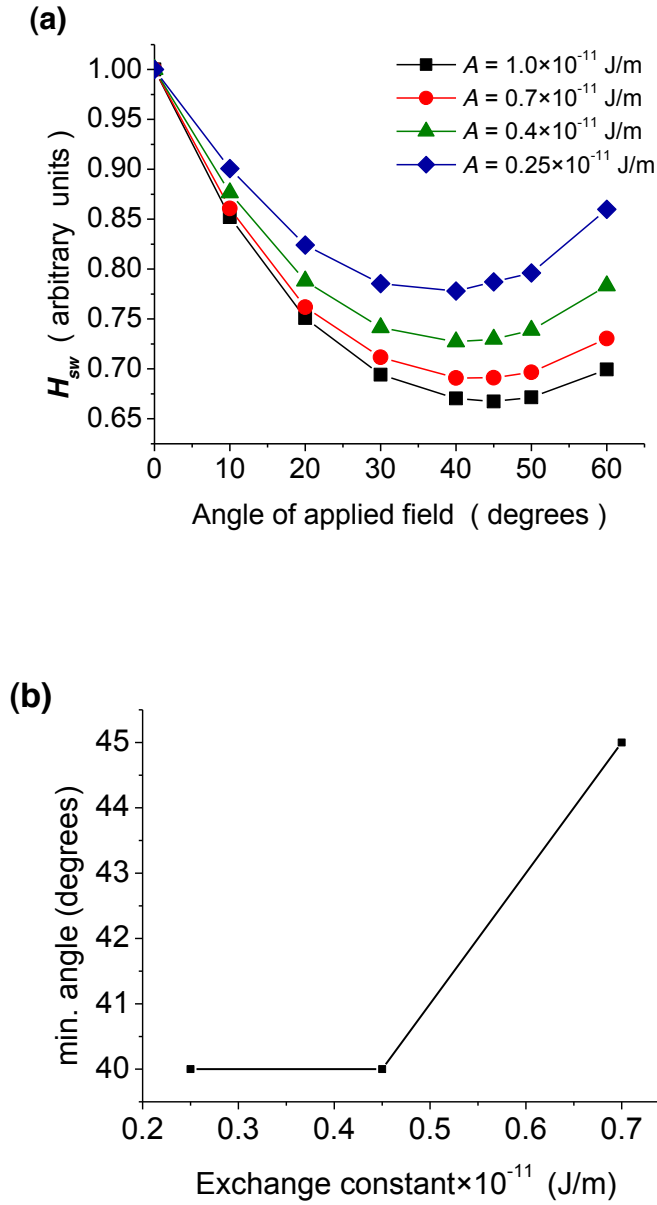 (a)
A = 1.0×10⁻¹¹ J/m
A = 0.7×10⁻¹¹ J/m
A = 0.4×10⁻¹¹ J/m
A = 0.25×10⁻¹¹ J/m
1.00
0.95
0.90
0.85
0.80
0.75
0.70
0.65
H_sw ( arbitrary units )
0 10 20 30 40 50 60
Angle of applied field ( degrees )
(b)
45
44
43
42
41
40
min. angle (degrees)
0.2 0.3 0.4 0.5 0.6 0.7
Exchange constant×10⁻¹¹ (J/m)